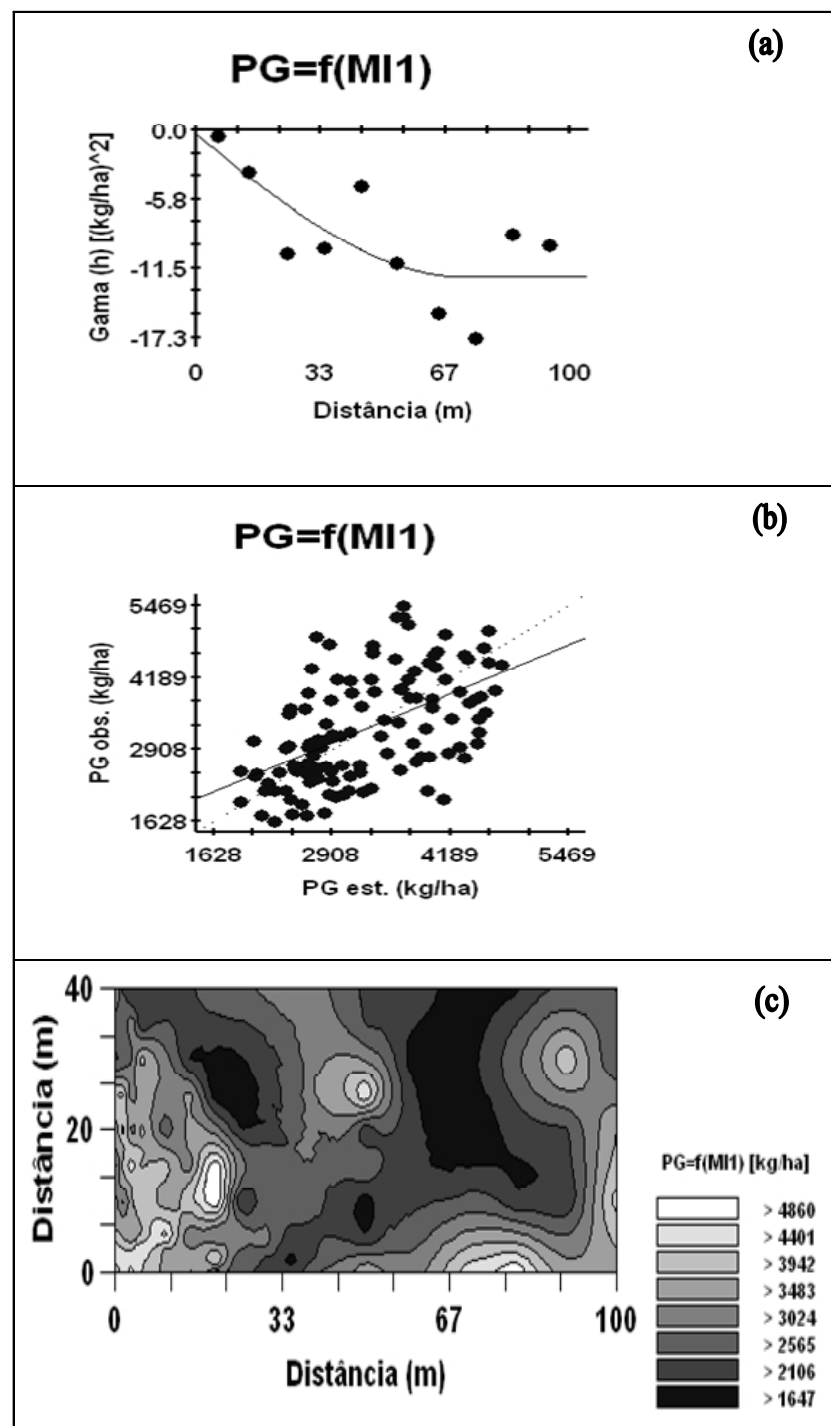 (a)
PG=f(MI1)
Gama (h) [(kg/ha)^2]
0.0
-5.8
-11.5
-17.3
0 33 67 100
Distância (m)
(b)
PG=f(MI1)
PG obs. (kg/ha)
5469
4189
2908
1628
1628 2908 4189 5469
PG est. (kg/ha)
(c)
Distância (m)
40
20
0
0 33 67 100
Distância (m)
PG=f(MI1) [kg/ha]
> 4860
> 4401
> 3942
> 3483
> 3024
> 2565
> 2106
> 1647